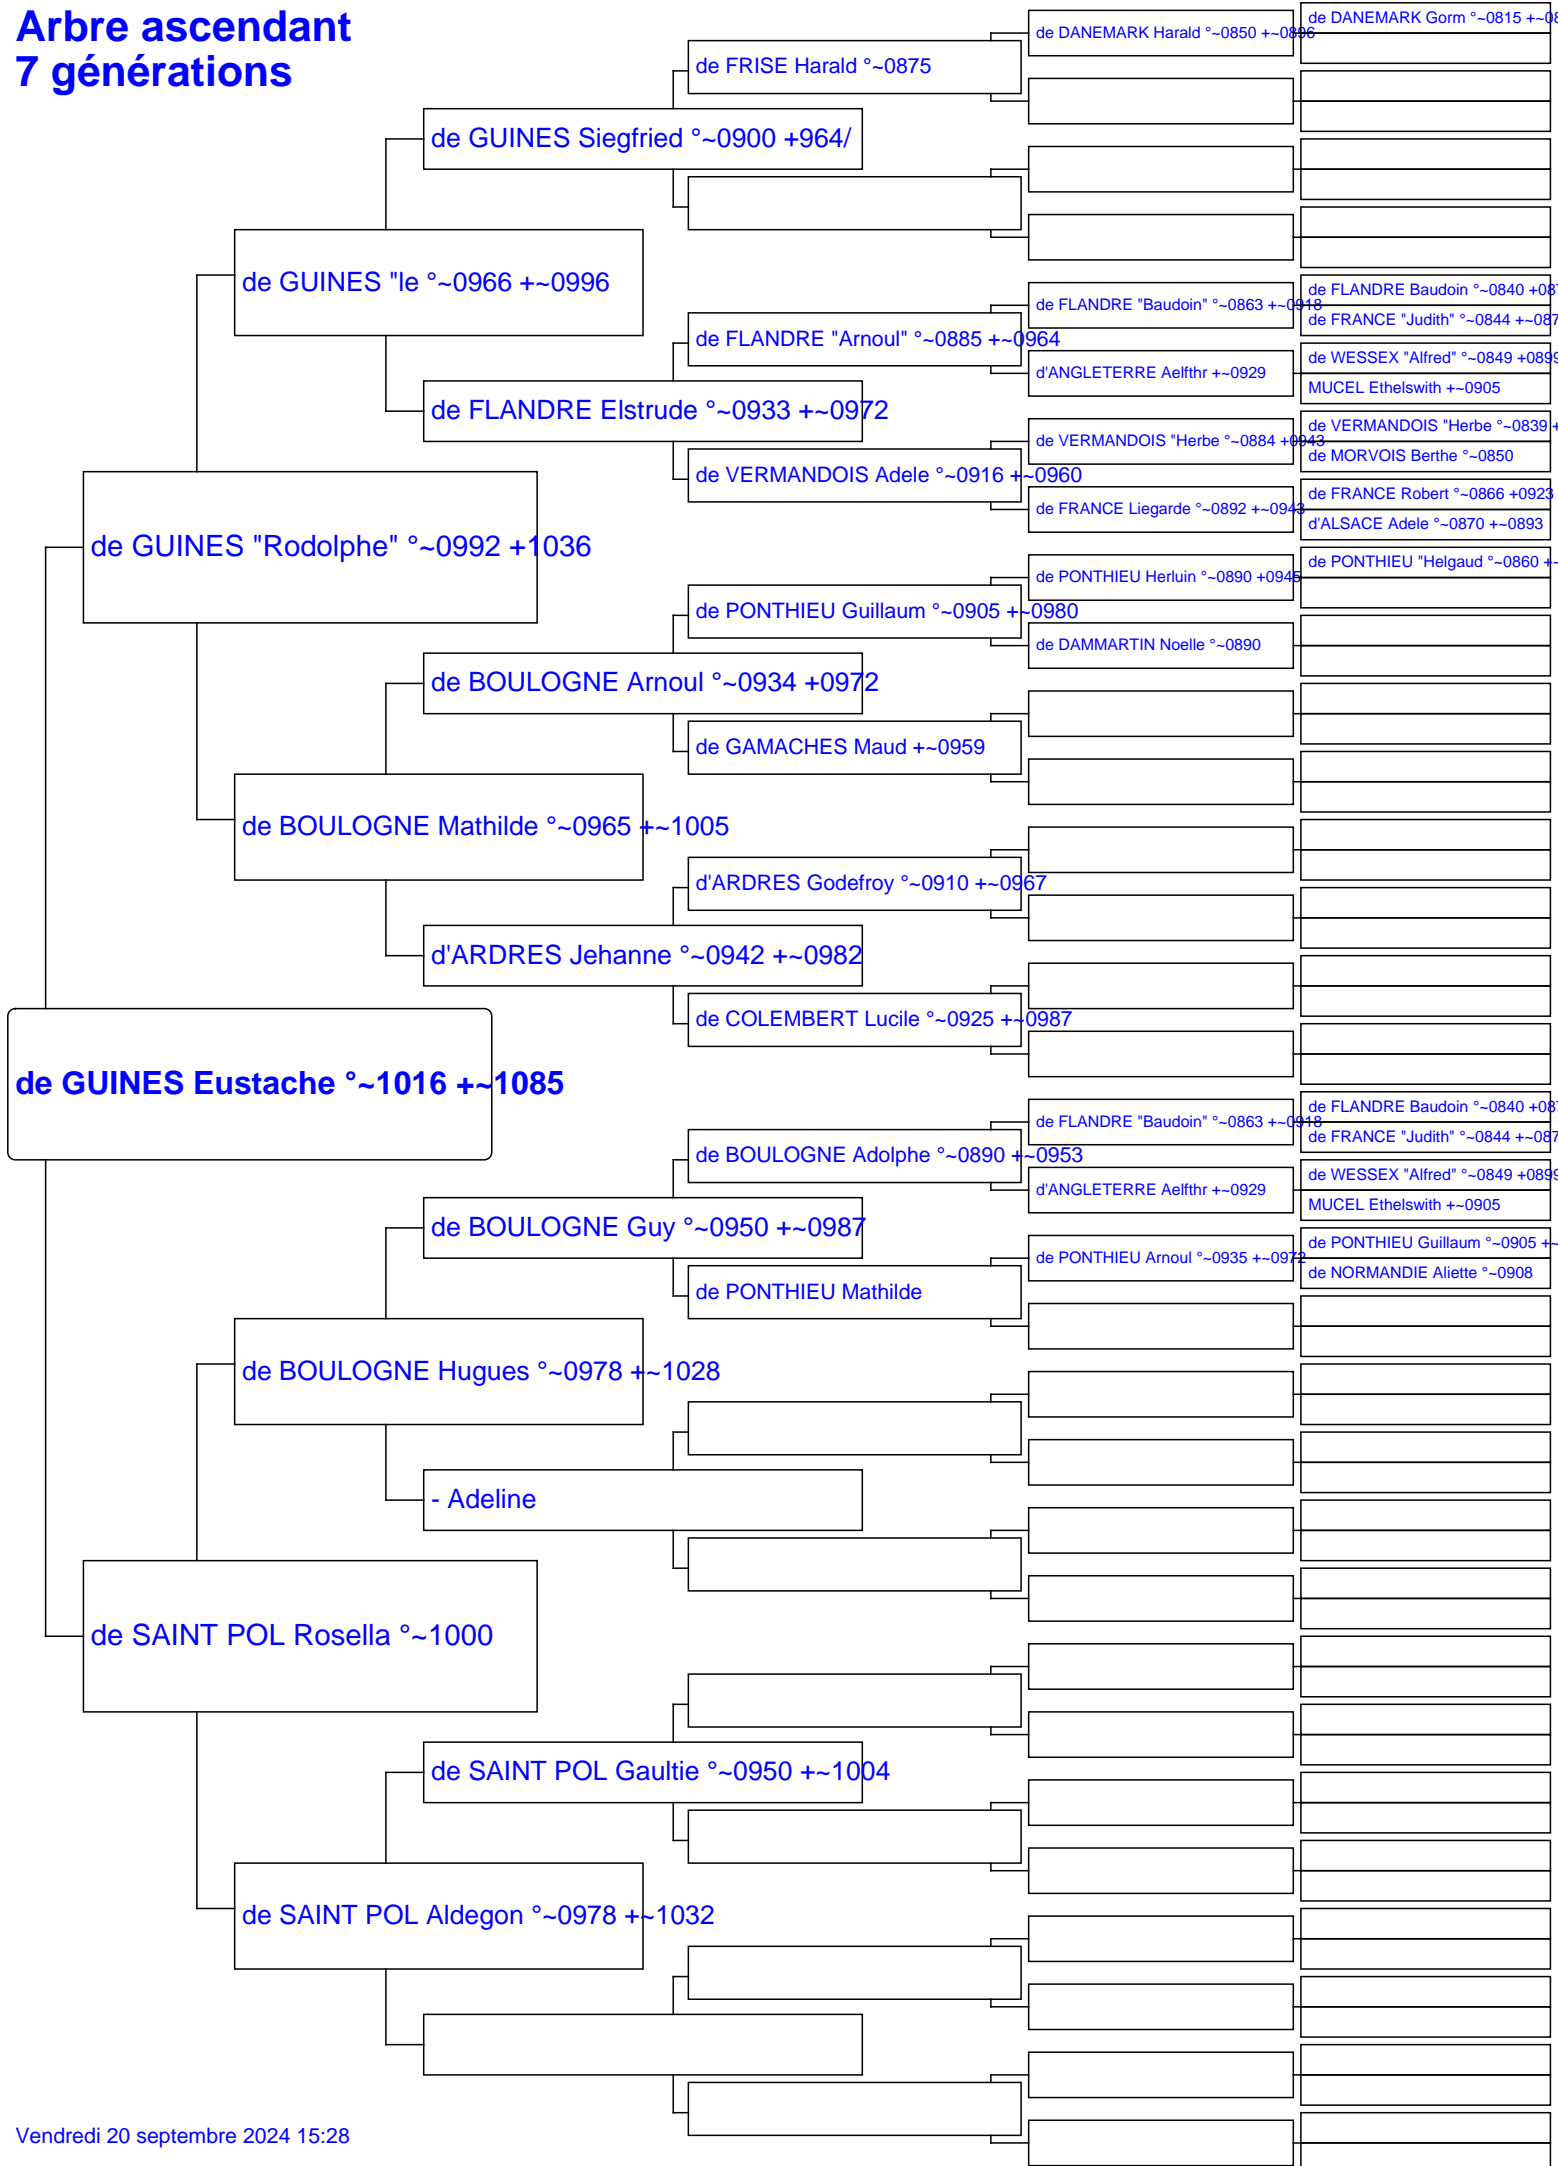 Arbre ascendant
7 générations
de GUINES Eustache °~1016 +~1085
de GUINES "Rodolphe" °~0992 +1036
de SAINT POL Rosella °~1000
de GUINES "le °~0966 +~0996
de BOULOGNE Mathilde °~0965 +~1005
de BOULOGNE Hugues °~0978 +~1028
de SAINT POL Aldegon °~0978 +~1032
de GUINES Siegfried °~0900 +964/
de FLANDRE Elstrude °~0933 +~0972
de BOULOGNE Arnoul °~0934 +0972
d'ARDRES Jehanne °~0942 +~0982
de BOULOGNE Guy °~0950 +~0987
- Adeline
de SAINT POL Gaultie °~0950 +~1004
de FRISE Harald °~0875
de FLANDRE "Arnoul" °~0885 +~0964
de VERMANDOIS Adele °~0916 +~0960
de PONTHIEU Guillaum °~0905 +~0980
de GAMACHES Maud +~0959
d'ARDRES Godefroy °~0910 +~0967
de COLEMBERT Lucile °~0925 +~0987
de BOULOGNE Adolphe °~0890 +~0953
de PONTHIEU Mathilde
de DANEMARK Harald °~0850 +~0896
de FLANDRE "Baudoin" °~0863 +~0918
d'ANGLETERRE Aelfthr +~0929
de VERMANDOIS "Herbe °~0884 +0943
de FRANCE Liegarde °~0892 +~0943
de PONTHIEU Herluin °~0890 +0945
de DAMMARTIN Noelle °~0890
de FLANDRE "Baudoin" °~0863 +~0918
d'ANGLETERRE Aelfthr +~0929
de PONTHIEU Arnoul °~0935 +~0972
de DANEMARK Gorm °~0815 +~08
de FLANDRE Baudoin °~0840 +087
de FRANCE "Judith" °~0844 +~087
de WESSEX "Alfred" °~0849 +0899
MUCEL Ethelswith +~0905
de VERMANDOIS "Herbe °~0839 +
de MORVOIS Berthe °~0850
de FRANCE Robert °~0866 +0923
d'ALSACE Adele °~0870 +~0893
de PONTHIEU "Helgaud °~0860 +~
de FLANDRE Baudoin °~0840 +087
de FRANCE "Judith" °~0844 +~087
de WESSEX "Alfred" °~0849 +0899
MUCEL Ethelswith +~0905
de PONTHIEU Guillaum °~0905 +~
de NORMANDIE Aliette °~0908
Vendredi 20 septembre 2024 15:28